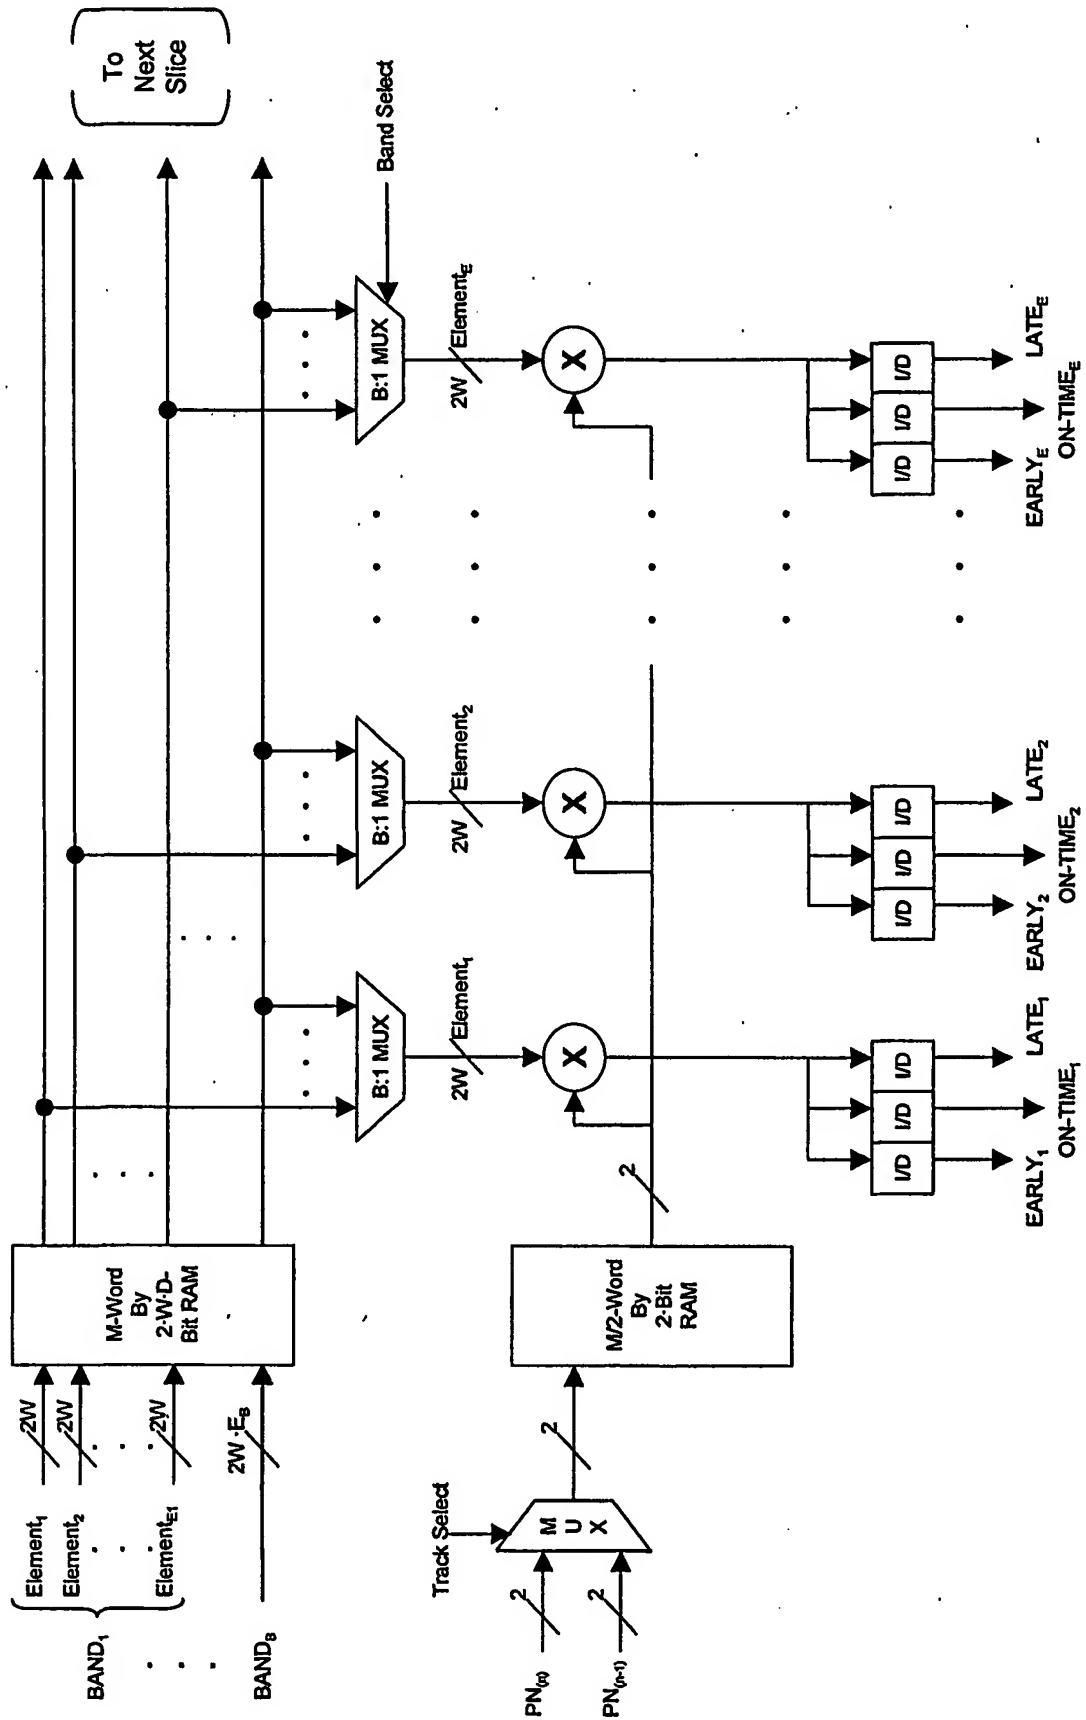 Element1
Element2
ElementE1
BAND1
BANDB
2W
2W
2W
2W·EB
M-Word
By
2·W·D-
Bit RAM
To
Next
Slice
B:1 MUX
B:1 MUX
B:1 MUX
Band Select
2W
Element1
2W
Element2
2W
ElementE
Track Select
PN(n)
PN(n-1)
2
2
M
U
X
2
M/2-Word
By
2-Bit
RAM
2
X
X
X
I/D
I/D
I/D
I/D
I/D
I/D
I/D
I/D
I/D
EARLY1
ON-TIME1
LATE1
EARLY2
ON-TIME2
LATE2
EARLYE
ON-TIMEE
LATEE